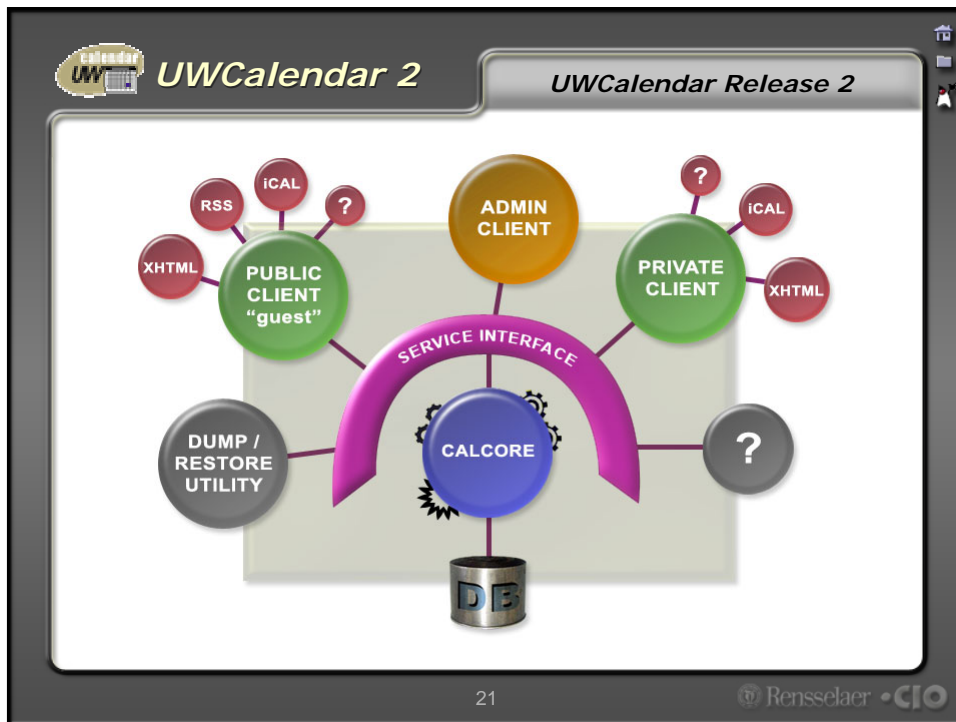 calendar
UW
UWCalendar 2
UWCalendar Release 2
iCAL
RSS
?
XHTML
PUBLIC
CLIENT
“guest”
ADMIN
CLIENT
?
iCAL
XHTML
PRIVATE
CLIENT
SERVICE INTERFACE
DUMP /
RESTORE
UTILITY
CALCORE
?
DB
21
Rensselaer •CIO